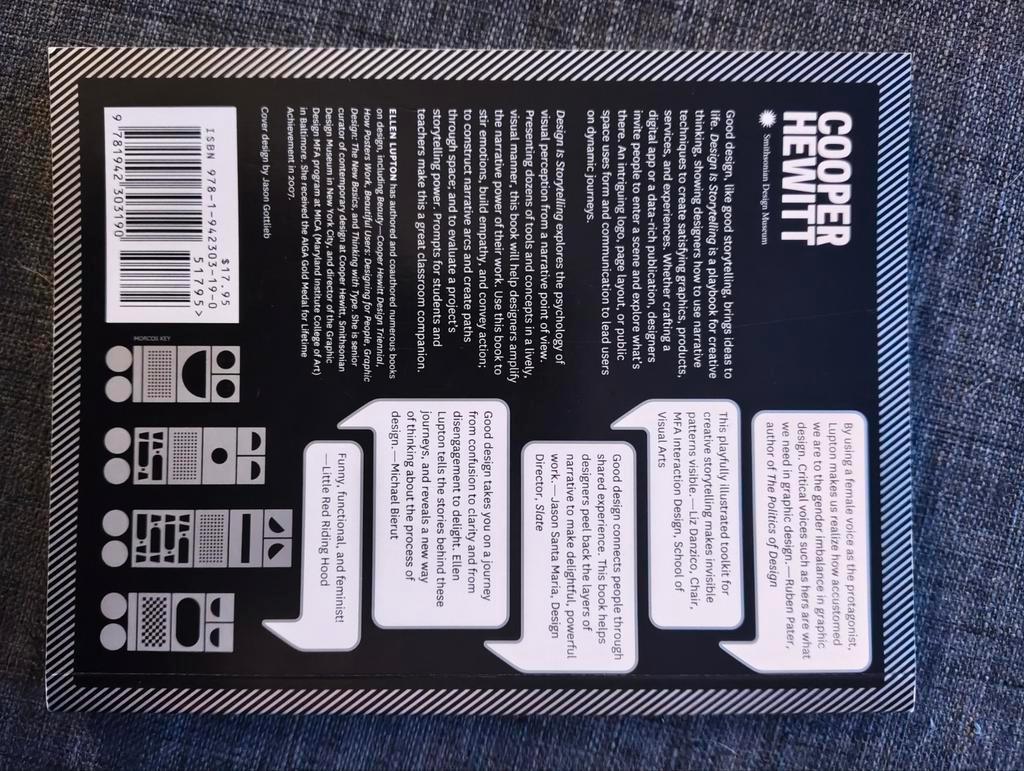 COOPER
HEWITT
Smithsonian Design Museum
Good design, like good storytelling, brings ideas to
life. Design Is Storytelling is a playbook for creative
thinking, showing designers how to use narrative
techniques to create satisfying graphics, products,
services, and experiences. Whether crafting a
digital app or a data-rich publication, designers
invite people to enter a scene and explore what's
there. An intriguing logo, page layout, or public
space uses form and communication to lead users
on dynamic journeys.
Design Is Storytelling explores the psychology of
visual perception from a narrative point of view.
Presenting dozens of tools and concepts in a lively,
visual manner, this book will help designers amplify
the narrative power of their work. Use this book to
stir emotions, build empathy, and convey action;
to construct narrative arcs and create paths
through space; and to evaluate a project's
storytelling power. Prompts for students and
teachers make this a great classroom companion.
ELLEN LUPTON has authored and coauthored numerous books
on design, including Beauty—Cooper Hewitt Design Triennial,
How Posters Work, Beautiful Users: Designing for People, Graphic
Design: The New Basics, and Thinking with Type. She is senior
curator of contemporary design at Cooper Hewitt, Smithsonian
Design Museum in New York City, and director of the Graphic
Design MFA program at MICA (Maryland Institute College of Art)
in Baltimore. She received the AIGA Gold Medal for Lifetime
Achievement in 2007.
Cover design by Jason Gottlieb
ISBN 978-1-942303-19-0
$17.95
51795>
9 781942 303190
By using a female voice as the protagonist,
Lupton makes us realize how accustomed
we are to the gender imbalance in graphic
design. Critical voices such as hers are what
we need in graphic design.—Ruben Pater,
author of The Politics of Design
This playfully illustrated toolkit for
creative storytelling makes invisible
patterns visible.—Liz Danzico, Chair,
MFA Interaction Design, School of
Visual Arts
Good design connects people through
shared experience. This book helps
designers peel back the layers of
narrative to make delightful, powerful
work.—Jason Santa Maria, Design
Director, Slate
Good design takes you on a journey
from confusion to clarity and from
disengagement to delight. Ellen
Lupton tells the stories behind these
journeys, and reveals a new way
of thinking about the process of
design.—Michael Bierut
Funny, functional, and feminist!
—Little Red Riding Hood
MORCOS KEY